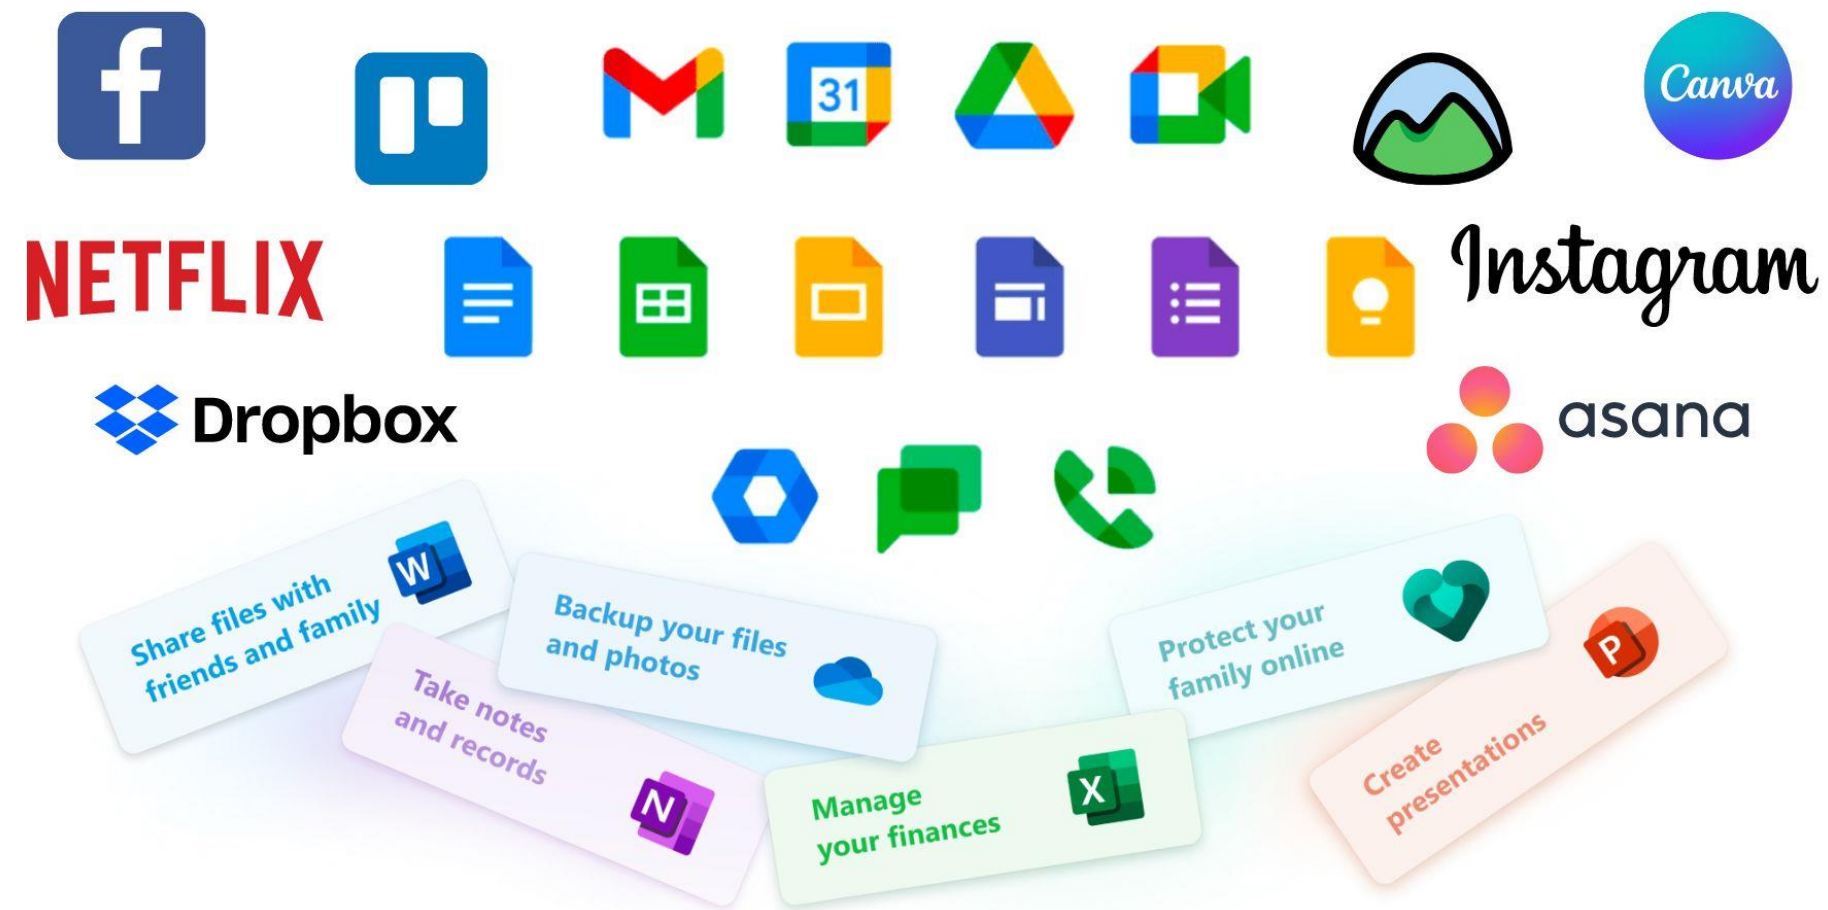 f
31
Canva
NETFLIX
Instagram
Dropbox
asana
Share files with
friends and family
W
Backup your files
and photos
Take notes
and records
N
Manage
your finances
X
Protect your
family online
Create
presentations
P